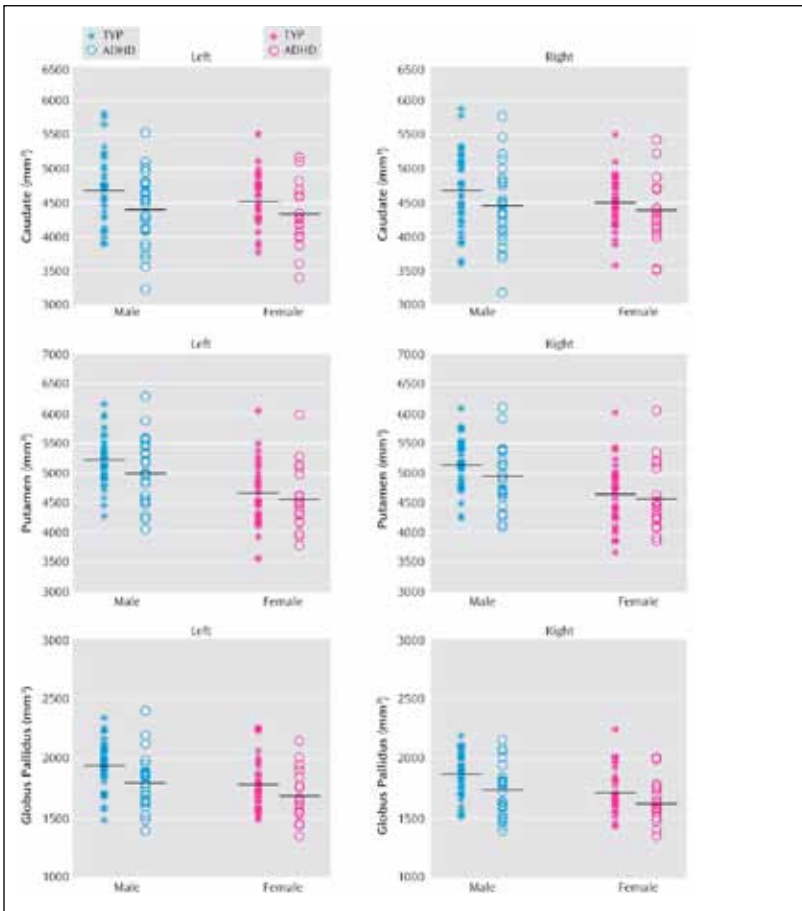 TYP
ADHD
TYP
ADHD
Left
6500
6000
5500
5000
4500
4000
3500
3000
Caudate (mm³)
Male
Female
Right
6500
6000
5500
5000
4500
4000
3500
3000
Caudate (mm³)
Male
Female
Left
7000
6500
6000
5500
5000
4500
4000
3500
3000
Putamen (mm³)
Male
Female
Right
7000
6500
6000
5500
5000
4500
4000
3500
3000
Putamen (mm³)
Male
Female
Left
3000
2500
2000
1500
1000
Globus Pallidus (mm³)
Male
Female
Right
3000
2500
2000
1500
1000
Globus Pallidus (mm³)
Male
Female